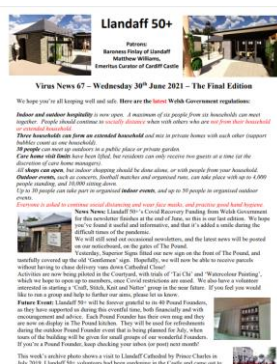 Llandaff 50+
Patrons:
Baroness Finlay of Llandaff
Matthew Williams,
Emeritus Curator of Cardiff Castle
Virus News 67 – Wednesday 30th June 2021 – The Final Edition
We hope you're all keeping well and safe. Here are the latest Welsh Government regulations:
Indoor and outdoor hospitality is now open. A maximum of six people from six households can meet
together. People should continue to socially distance when with others who are not from their household
or extended household.
Three households can form an extended household and mix in private homes with each other (support
bubbles count as one household).
30 people can meet up outdoors in a public place or private garden.
Care home visit limits have been lifted, but residents can only receive two guests at a time (at the
discretion of care home managers).
All shops can open, but indoor shopping should be done alone, or with people from your household.
Outdoor events, such as concerts, football matches and organised runs, can take place with up to 4,000
people standing, and 10,000 sitting down.
Up to 30 people can take part in organised indoor events, and up to 50 people in organised outdoor
events.
Everyone is asked to continue social distancing and wear face masks, and practise good hand hygiene
News News: Llandaff 50+'s Covid Recovery Funding from Welsh Government
for this newsletter finishes at the end of June, so this is our last edition. We hope
you've found it useful and informative, and that it's added a smile during the
difficult times of the pandemic.
We will still send out occasional newsletters, and the latest news will be posted
on our noticeboard, on the gates of The Pound.
Yesterday, Superior Signs fitted our new sign on the front of The Pound, and
tastefully covered up the old 'Gentlemen' sign. Hopefully, we will now be able to receive parcels
without having to chase delivery vans down Cathedral Close!
Activities are now being piloted in the Courtyard, with trials of 'Tai Chi' and 'Watercolour Painting',
which we hope to open up to members, once Covid restrictions are eased. We also have a volunteer
interested in starting a 'Craft, Stitch, Knit and Natter' group in the near future. If you feel you would
like to run a group and help to further our aims, please let us know.
Future Event: Llandaff 50+ will be forever grateful to its 40 Pound Founders,
as they have supported us during this eventful time, both financially and with
encouragement and advice. Each Pound Founder has their own mug and they
are now on display in The Pound kitchen. They will be used for refreshments
during the outdoor Pound Founder event that is being planned for July, when
tours of the building will be given for small groups of our wonderful Founders.
If you're a Pound Founder, keep checking your inbox (or post) next month!
This week's archive photo shows a visit to Llandaff Cathedral by Prince Charles in